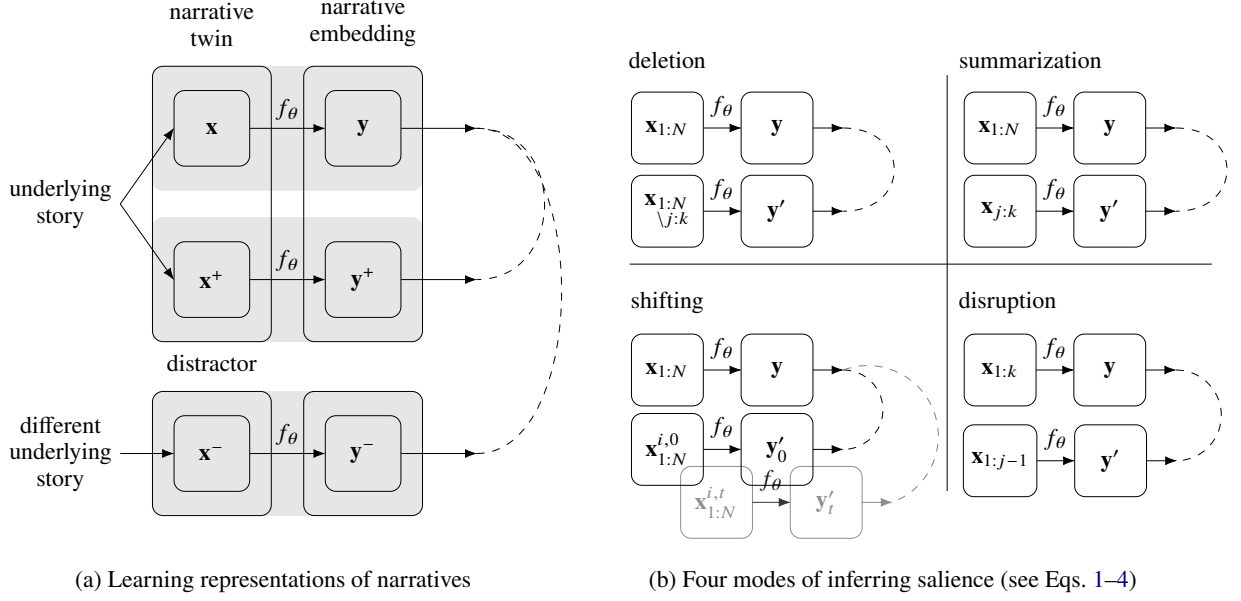 narrative
twin
narrative
embedding
x
f_θ
y
underlying
story
x⁺
f_θ
y⁺
distractor
different
underlying
story
x⁻
f_θ
y⁻
(a) Learning representations of narratives
deletion
x_{1:N}
f_θ
y
x_{1:N}
\j:k
f_θ
y′
summarization
x_{1:N}
f_θ
y
x_{j:k}
f_θ
y′
shifting
x_{1:N}
f_θ
y
x_{1:N}^{i,0}
f_θ
y′_0
x_{1:N}^{i,t}
f_θ
y′_t
disruption
x_{1:k}
f_θ
y
x_{1:j−1}
f_θ
y′
(b) Four modes of inferring salience (see Eqs. 1–4)